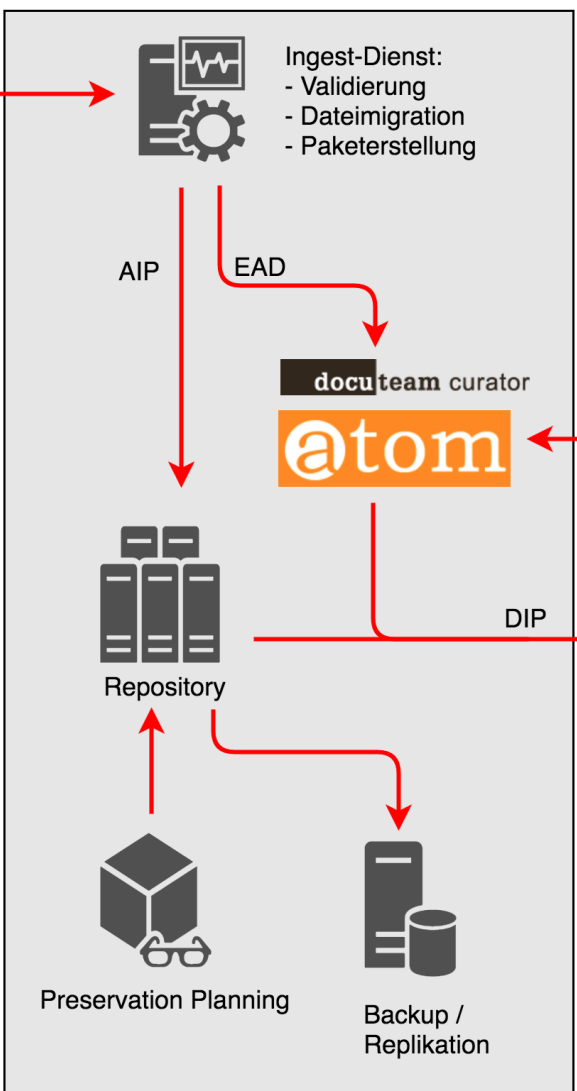 Ingest-Dienst:
- Validierung
- Dateimigration
- Paketerstellung
AIP
EAD
docuteam curator
atom
DIP
Repository
Preservation Planning
Backup /
Replikation